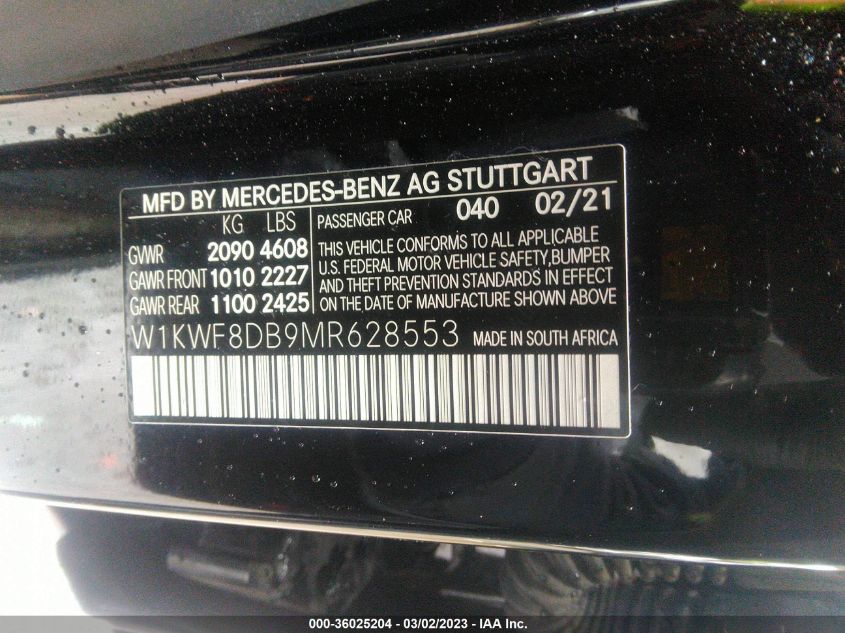 MFD BY MERCEDES-BENZ AG STUTTGART
KG LBS
GVWR 2090 4608
GAWR FRONT 1010 2227
GAWR REAR 1100 2425
PASSENGER CAR 040 02/21
THIS VEHICLE CONFORMS TO ALL APPLICABLE
U.S. FEDERAL MOTOR VEHICLE SAFETY,BUMPER
AND THEFT PREVENTION STANDARDS IN EFFECT
ON THE DATE OF MANUFACTURE SHOWN ABOVE
W1KWF8DB9MR628553 MADE IN SOUTH AFRICA
000-36025204 - 03/02/2023 - IAA Inc.